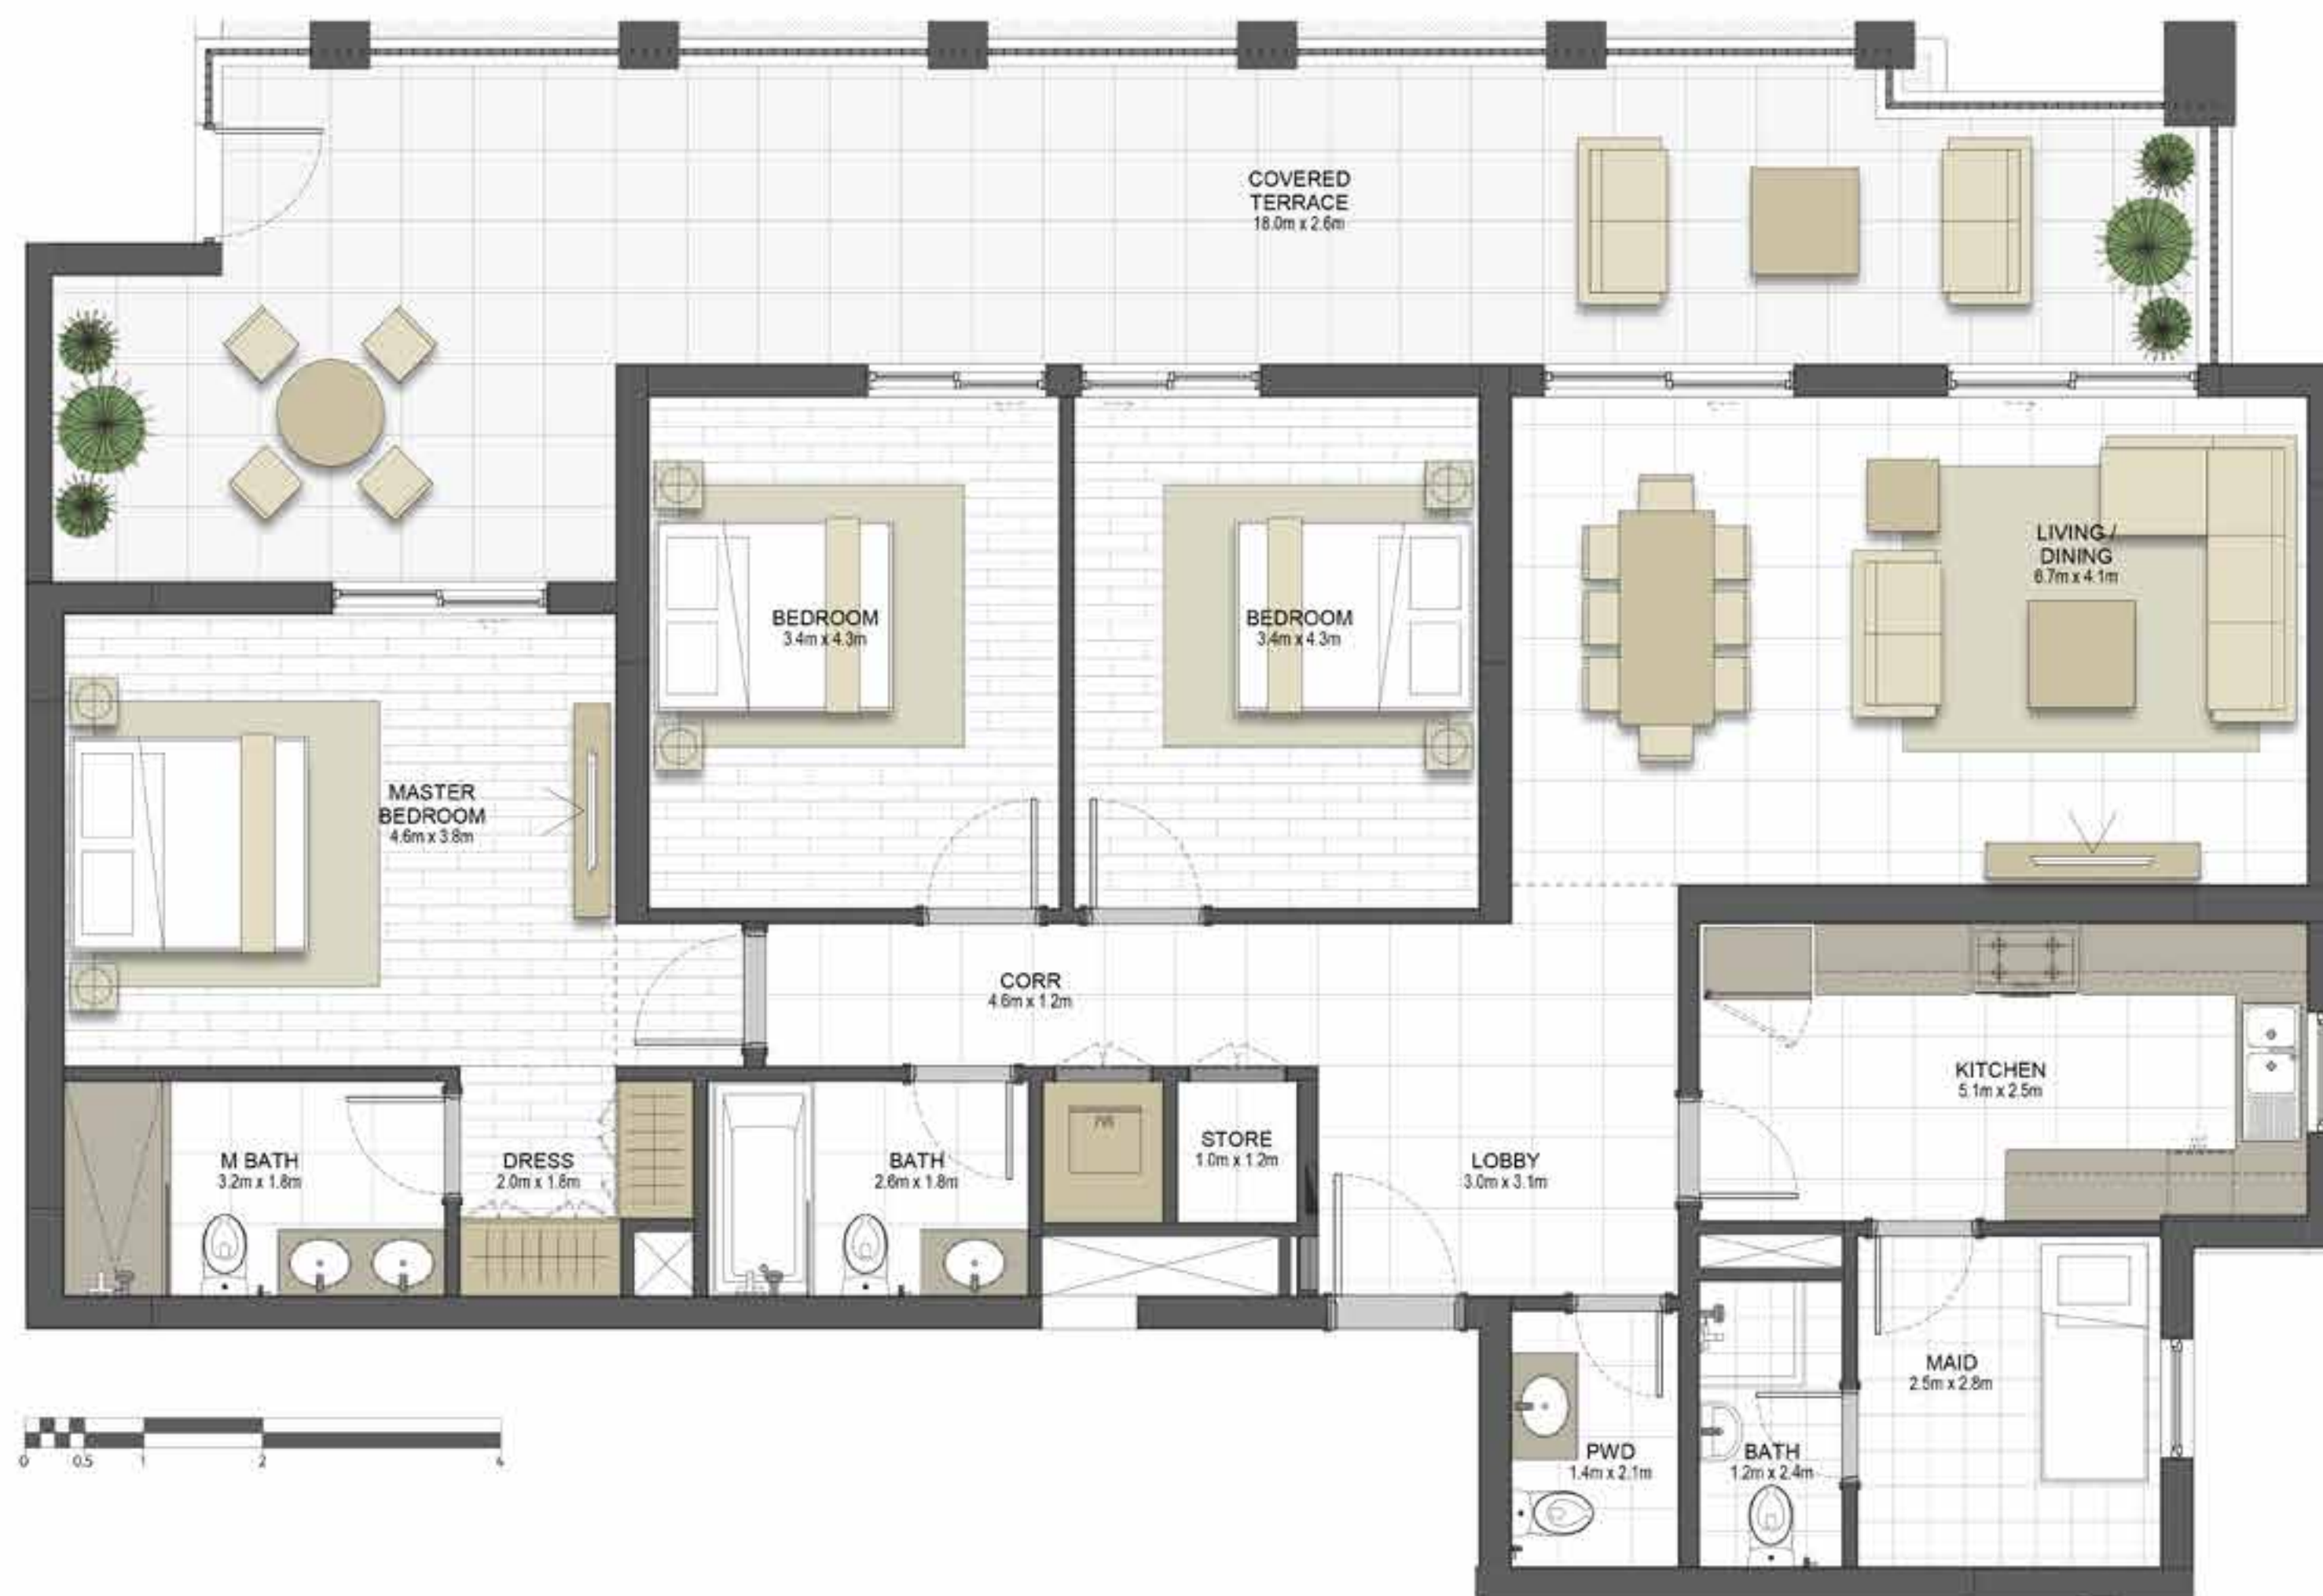 COVERED
TERRACE
18.0m x 2.6m
LIVING /
DINING
6.7m x 4.1m
BEDROOM
3.4m x 4.3m
BEDROOM
3.4m x 4.3m
MASTER
BEDROOM
4.6m x 3.8m
CORR
4.6m x 1.2m
KITCHEN
5.1m x 2.5m
M BATH
3.2m x 1.8m
DRESS
2.0m x 1.8m
BATH
2.6m x 1.8m
STORE
1.0m x 1.2m
LOBBY
3.0m x 3.1m
MAID
2.5m x 2.8m
PWD
1.4m x 2.1m
BATH
1.2m x 2.4m
0 0.5 1 2 4